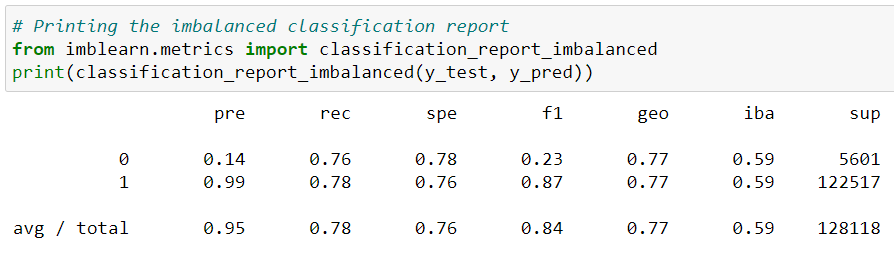 # Printing the imbalanced classification report
from imblearn.metrics import classification_report_imbalanced
print(classification_report_imbalanced(y_test, y_pred))
pre rec spe f1 geo iba sup
0 0.14 0.76 0.78 0.23 0.77 0.59 5601
1 0.99 0.78 0.76 0.87 0.77 0.59 122517
avg / total 0.95 0.78 0.76 0.84 0.77 0.59 128118